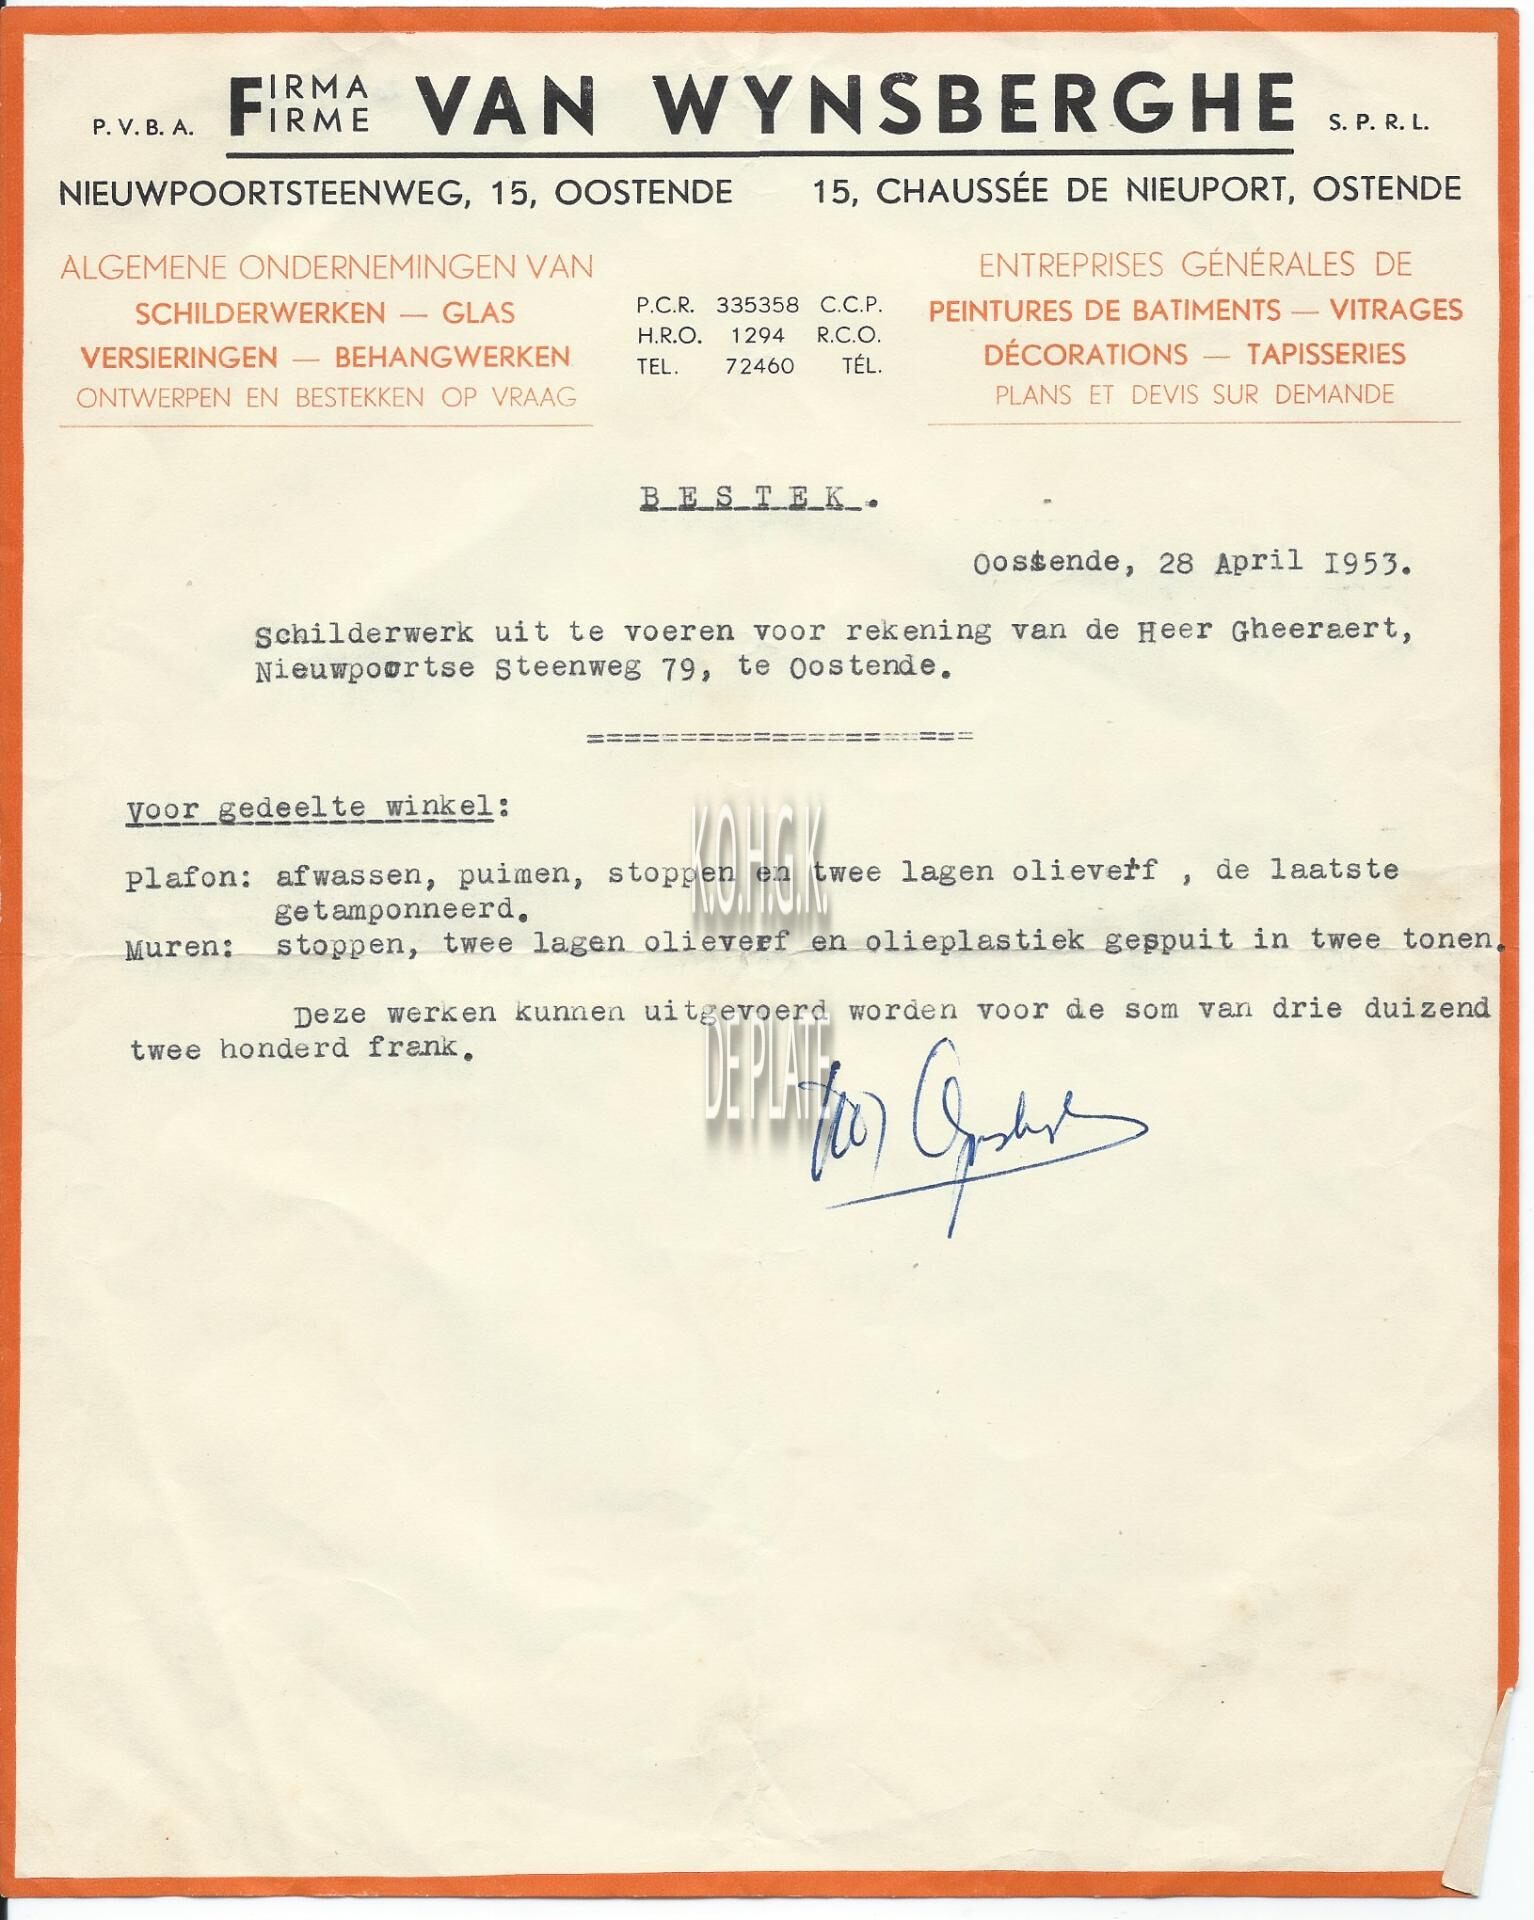 P. V. B. A. FIRMA FIRME VAN WYNSBERGHE S. P. R. L.
NIEUWPOORTSTEENWEG, 15, OOSTENDE
15, CHAUSSÉE DE NIEUPORT, OSTENDE
ALGEMENE ONDERNEMINGEN VAN
SCHILDERWERKEN — GLAS
VERSIERINGEN — BEHANGWERKEN
ONTWERPEN EN BESTEKKEN OP VRAAG
P.C.R. 335358 C.C.P.
H.R.O. 1294 R.C.O.
TEL. 72460 TÉL.
ENTREPRISES GÉNÉRALES DE
PEINTURES DE BATIMENTS — VITRAGES
DÉCORATIONS — TAPISSERIES
PLANS ET DEVIS SUR DEMANDE
BESTEK.
Oostende, 28 April 1953.
Schilderwerk uit te voeren voor rekening van de Heer Gheeraert,
Nieuwpoortse Steenweg 79, te Oostende.
=====================
Voor gedeelte winkel:
Plafon: afwassen, puimen, stoppen en twee lagen olieverf , de laatste
getamponneerd.
Muren: stoppen, twee lagen olieverf en olieplastiek gespuit in twee tonen.
Deze werken kunnen uitgevoerd worden voor de som van drie duizend
twee honderd frank.
K.O.H.G.K.
DE PLATE